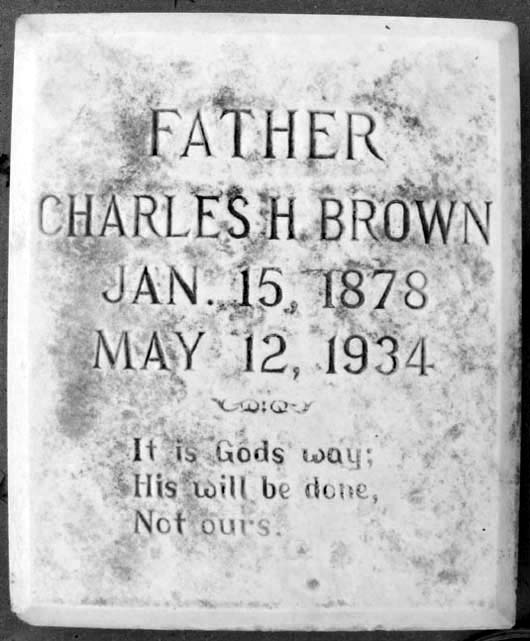 FATHER
CHARLES H BROWN
JAN. 15, 1878
MAY 12, 1934
It is Gods way;
His will be done,
Not ours.